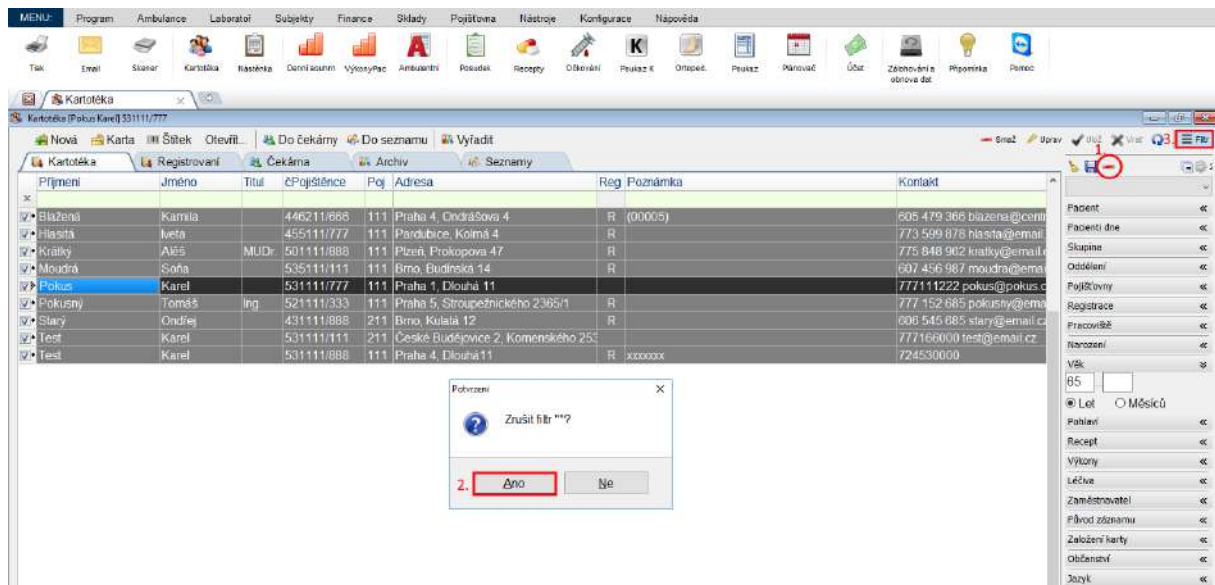 MENU: Program Ambulance Laboratoř Subjekty Finance Sklady Pojišťovna Nástroje Konfigurace Nápověda
Tisk Email Skener Kartotéka Nástěnka Denní souhrn VýkonyPac Ambulantní Posudek Recepty Očkování Poukaz K Ortoped. Poukaz Plánovač Účet Zálohování a obnova dat Připomínka Pomoc
Kartotéka
Kartotéka [Pokus Karel] 531111/777
Nová Karta Štítek Otevřít... Do čekárny Do seznamu Vyřadit Smaž Uprav Ulož Vrať 3. Filtr
1.
Kartotéka Registrovaní Čekárna Archiv Seznamy
Příjmení Jméno Titul čPojištěnce Poj Adresa Reg Poznámka Kontakt
Blažená Kamila 446211/666 111 Praha 4, Ondrášova 4 R (00005) 605 479 366 blazena@centr
Hlasitá Iveta 455111/777 111 Pardubice, Kolmá 4 R 773 599 878 hlasita@email.
Krátký Aleš MUDr. 501111/888 111 Plzeň, Prokopova 47 R 775 848 962 kratky@email.
Moudrá Soňa 535111/111 111 Brno, Budínská 14 R 607 456 987 moudra@ema
Pokus Karel 531111/777 111 Praha 1, Dlouhá 11 777111222 pokus@pokus.c
Pokusný Tomáš Ing. 521111/333 111 Praha 5, Stroupežnického 2365/1 R 777 152 685 pokusny@ema
Starý Ondřej 431111/888 211 Brno, Kulatá 12 R 606 545 685 stary@email.cz
Test Karel 531111/111 211 České Budějovice 2, Komenského 253 777166000 test@email.cz
Test Karel 531111/888 111 Praha 4, Dlouhá11 R xxxxxx 724530000
Pacient
Pacienti dne
Skupina
Oddělení
Pojišťovny
Registrace
Pracoviště
Narození
Věk
65
Let Měsíců
Pohlaví
Recept
Výkony
Léčiva
Zaměstnavatel
Původ záznamu
Založení karty
Občanství
Jazyk
Potvrzení
Zrušit filtr ""?
2. Ano Ne